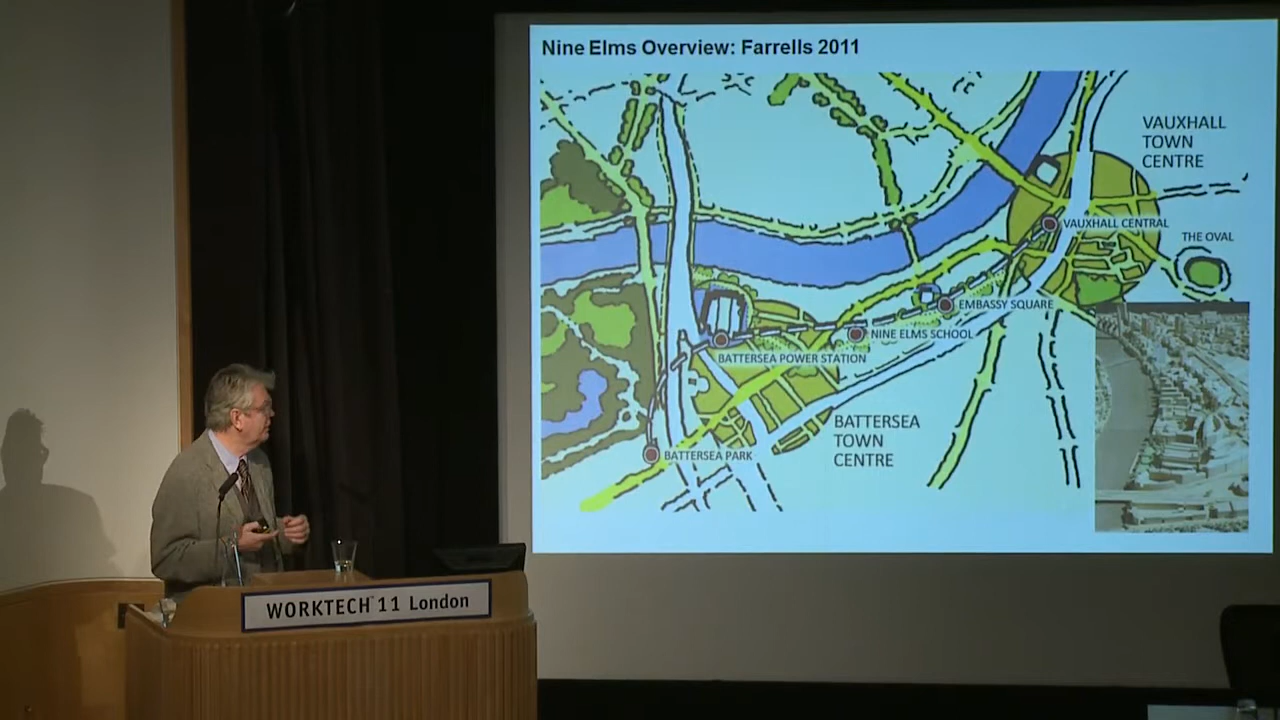 Nine Elms Overview: Farrells 2011
VAUXHALL
TOWN
CENTRE
VAUXHALL CENTRAL
THE OVAL
EMBASSY SQUARE
NINE ELMS SCHOOL
BATTERSEA POWER STATION
BATTERSEA
TOWN
CENTRE
BATTERSEA PARK
WORKTECH™ 11 London